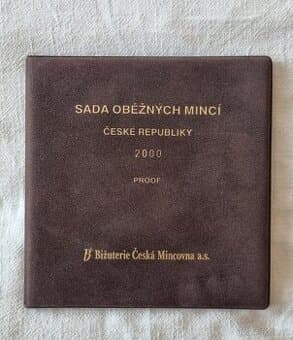 SADA OBĚŽNÝCH MINCÍ
ČESKÉ REPUBLIKY
2000
PROOF
Bižuterie Česká Mincovna a.s.